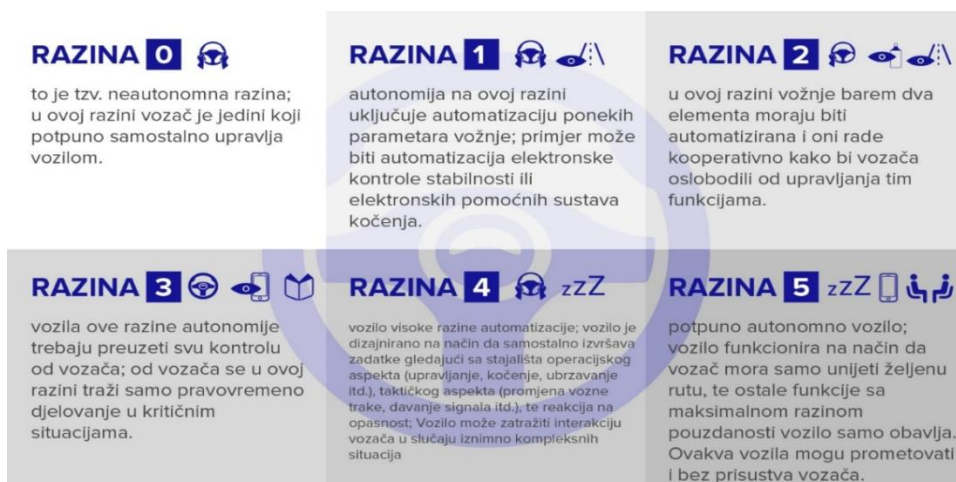 RAZINA 0
to je tzv. neautonomna razina;
u ovoj razini vozač je jedini koji
potpuno samostalno upravlja
vozilom.
RAZINA 1
autonomija na ovoj razini
uključuje automatizaciju ponekih
parametara vožnje; primjer može
biti automatizacija elektronske
kontrole stabilnosti ili
elektronskih pomoćnih sustava
kočenja.
RAZINA 2
u ovoj razini vožnje barem dva
elementa moraju biti
automatizirana i oni rade
kooperativno kako bi vozača
oslobodili od upravljanja tim
funkcijama.
RAZINA 3
vozila ove razine autonomije
trebaju preuzeti svu kontrolu
od vozača; od vozača se u ovoj
razini traži samo pravovremeno
djelovanje u kritičnim
situacijama.
RAZINA 4 zzZ
vozilo visoke razine automatizacije; vozilo je
dizajnirano na način da samostalno izvršava
zadatke gledajući sa stajališta operacijskog
aspekta (upravljanje, kočenje, ubrzavanje
itd.), taktičkog aspekta (promjena vozne
trake, davanje signala itd.), te reakcija na
opasnost; Vozilo može zatražiti interakciju
vozača u slučaju iznimno kompleksnih
situacija
RAZINA 5 zzZ
potpuno autonomno vozilo;
vozilo funkcionira na način da
vozač mora samo unijeti željenu
rutu, te ostale funkcije sa
maksimalnom razinom
pouzdanosti vozilo samo obavlja.
Ovakva vozila mogu prometovati
i bez prisustva vozača.